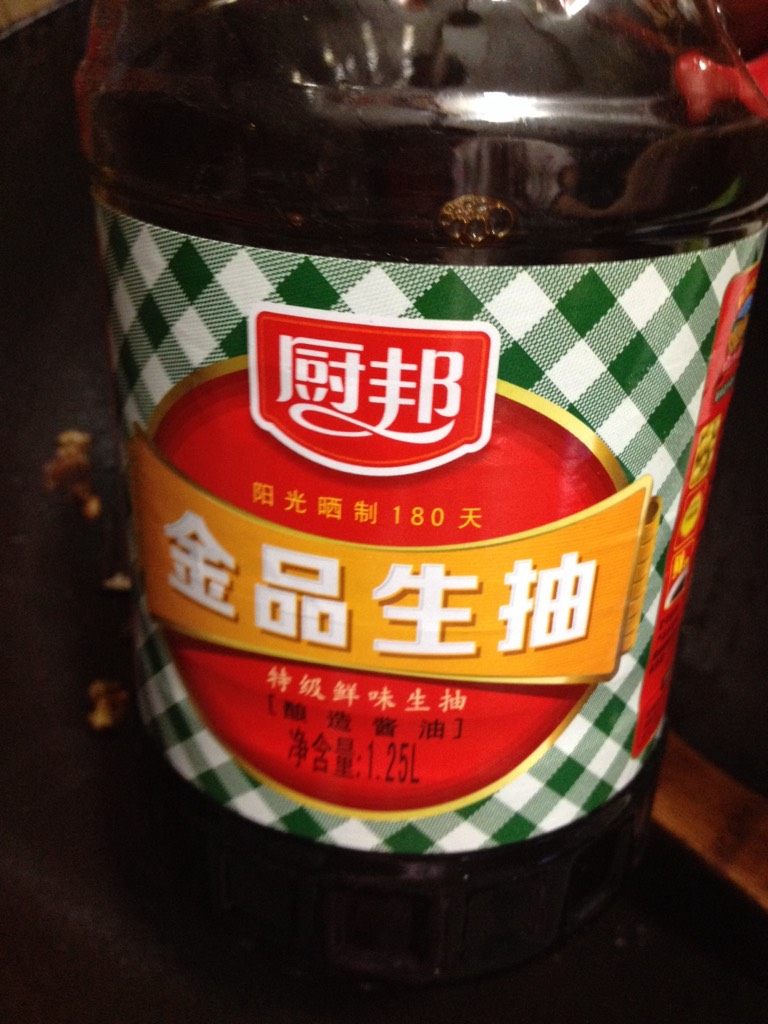 厨邦
阳光晒制180天
金品生抽
特级鲜味生抽
[酿造酱油]
净含量:1.25L